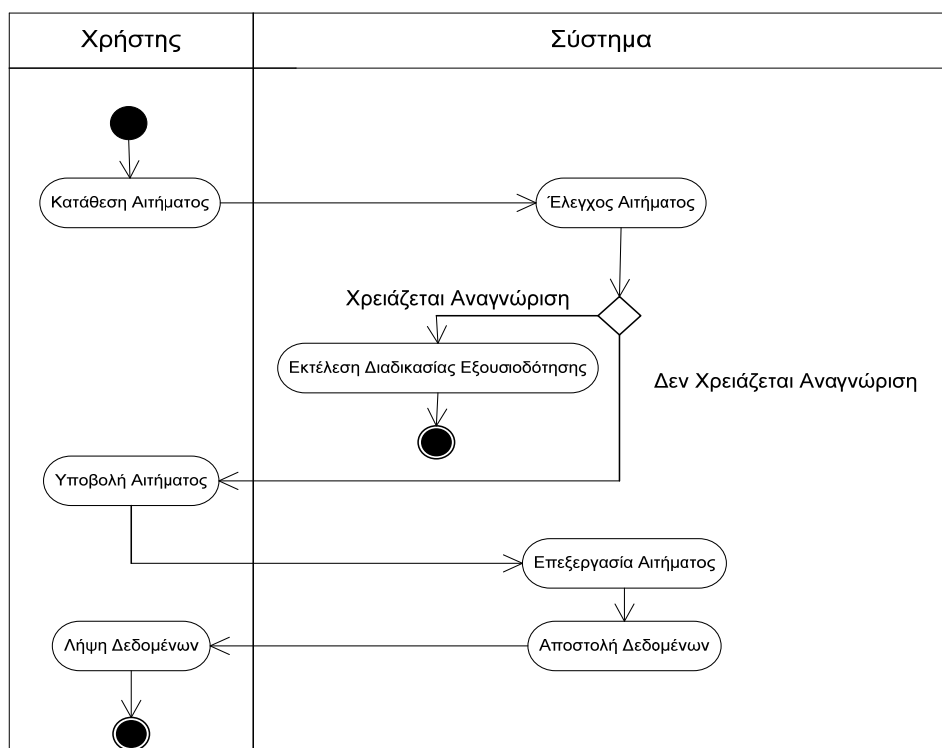 Χρήστης
Σύστημα
Κατάθεση Αιτήματος
Έλεγχος Αιτήματος
Χρειάζεται Αναγνώριση
Εκτέλεση Διαδικασίας Εξουσιοδότησης
Δεν Χρειάζεται Αναγνώριση
Υποβολή Αιτήματος
Επεξεργασία Αιτήματος
Λήψη Δεδομένων
Αποστολή Δεδομένων